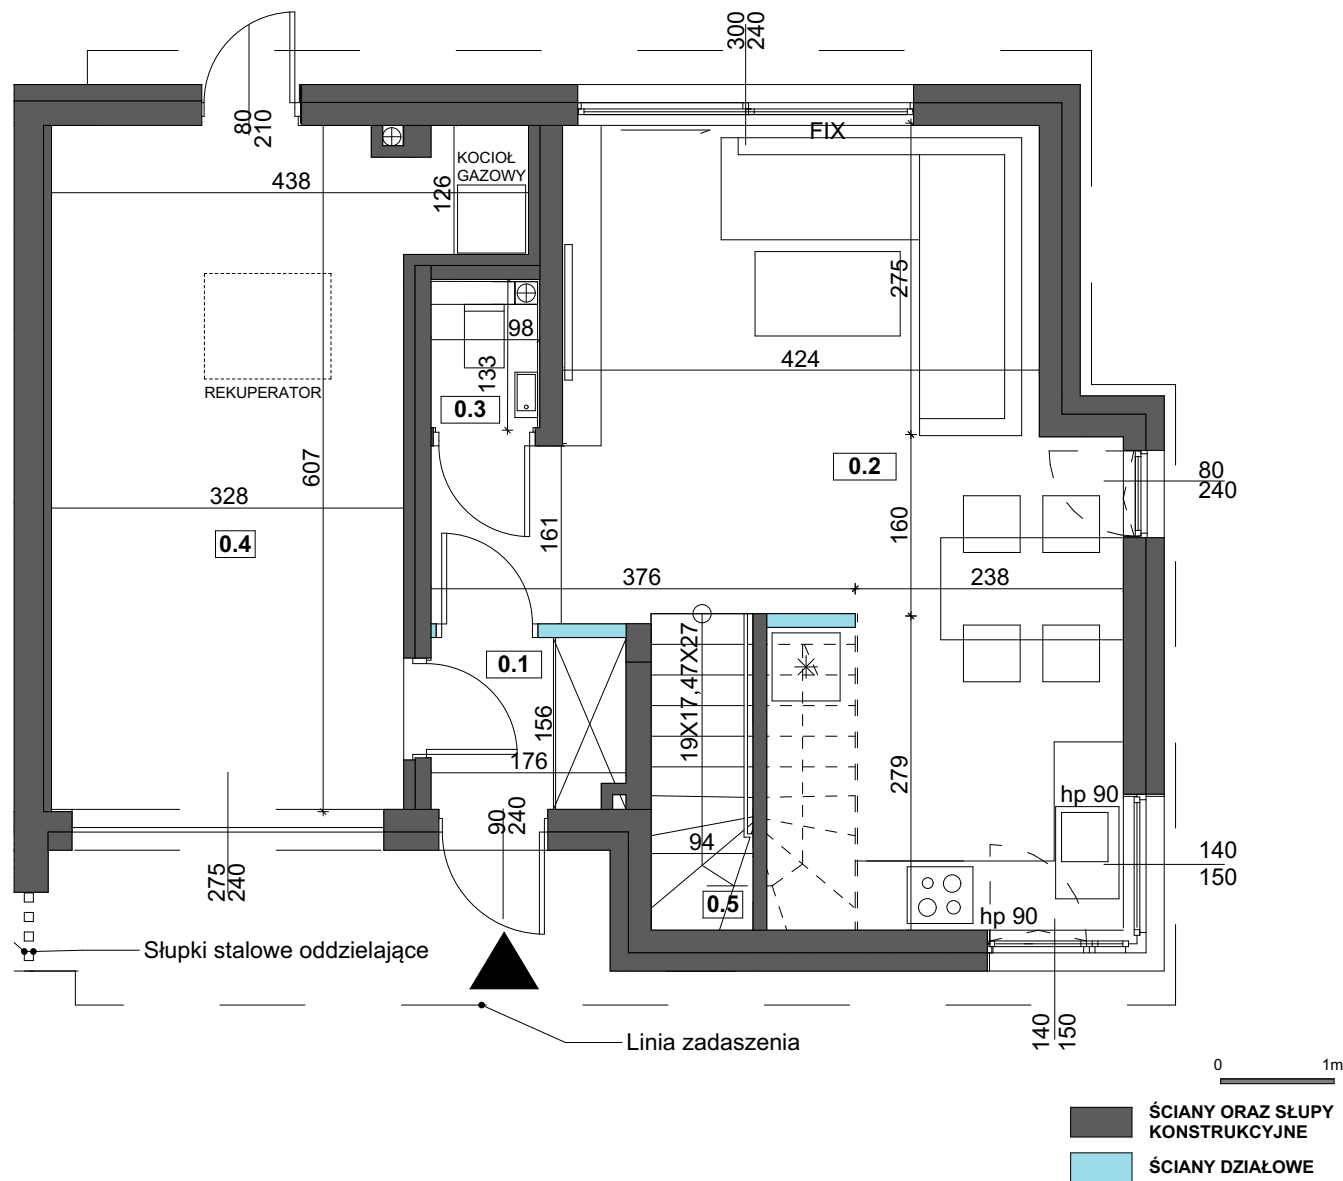 300
240
80
210
FIX
KOCIOŁ
GAZOWY
438
126
275
98
424
133
REKUPERATOR
0.3
607
0.2
80
240
328
161
160
0.4
376
238
0.1
19X17,47X27
156
176
279
hp 90
90
240
94
140
150
275
240
0.5
hp 90
Słupki stalowe oddzielające
140
150
Linia zadaszenia
0 1m
ŚCIANY ORAZ SŁUPY
KONSTRUKCYJNE
ŚCIANY DZIAŁOWE